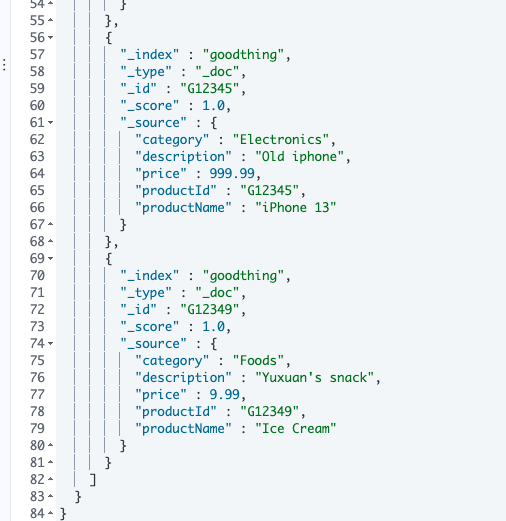 54 }
55 },
56 {
57 "_index" : "goodthing",
58 "_type" : "_doc",
59 "_id" : "G12345",
60 "_score" : 1.0,
61 "_source" : {
62 "category" : "Electronics",
63 "description" : "Old iphone",
64 "price" : 999.99,
65 "productId" : "G12345",
66 "productName" : "iPhone 13"
67 }
68 },
69 {
70 "_index" : "goodthing",
71 "_type" : "_doc",
72 "_id" : "G12349",
73 "_score" : 1.0,
74 "_source" : {
75 "category" : "Foods",
76 "description" : "Yuxuan's snack",
77 "price" : 9.99,
78 "productId" : "G12349",
79 "productName" : "Ice Cream"
80 }
81 }
82 ]
83 }
84 }